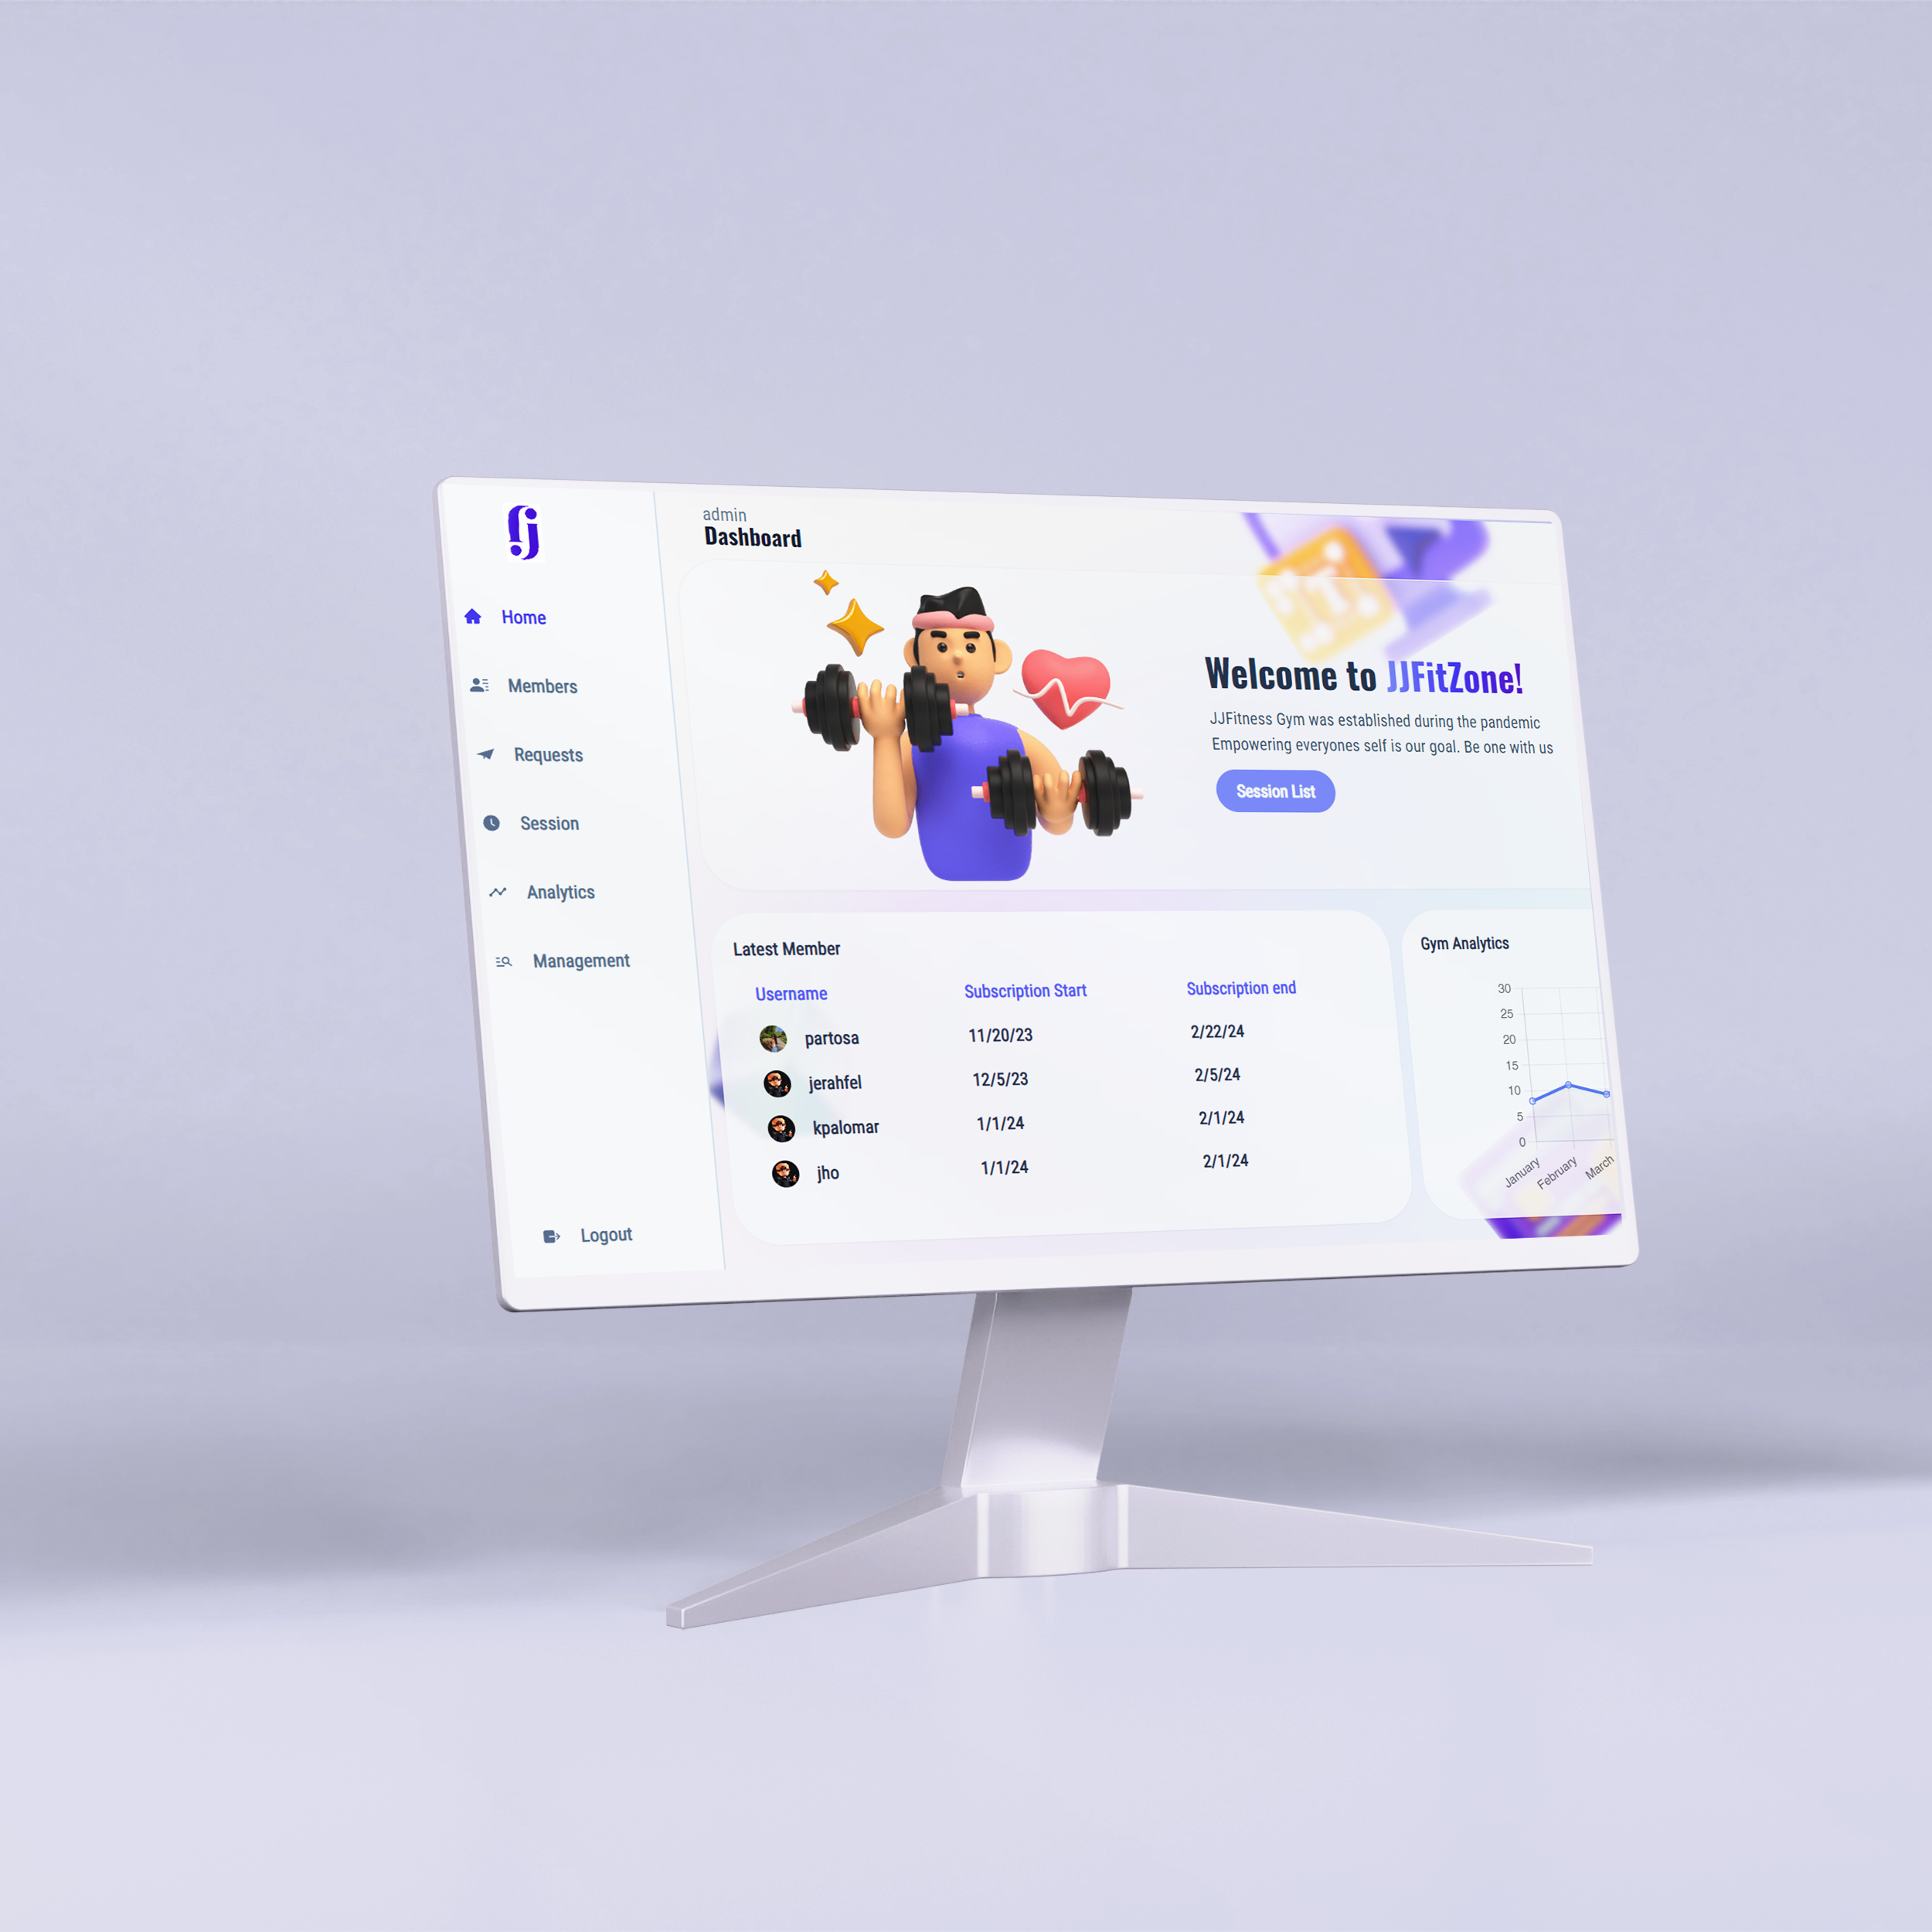 admin
Dashboard
Home
Members
Requests
Session
Analytics
Management
Logout
Welcome to JJFitZone!
JJFitness Gym was established during the pandemic
Empowering everyones self is our goal. Be one with us
Session List
Latest Member
Username Subscription Start Subscription end
partosa 11/20/23 2/22/24
jerahfel 12/5/23 2/5/24
kpalomar 1/1/24 2/1/24
jho 1/1/24 2/1/24
Gym Analytics
30
25
20
15
10
5
0
January February March